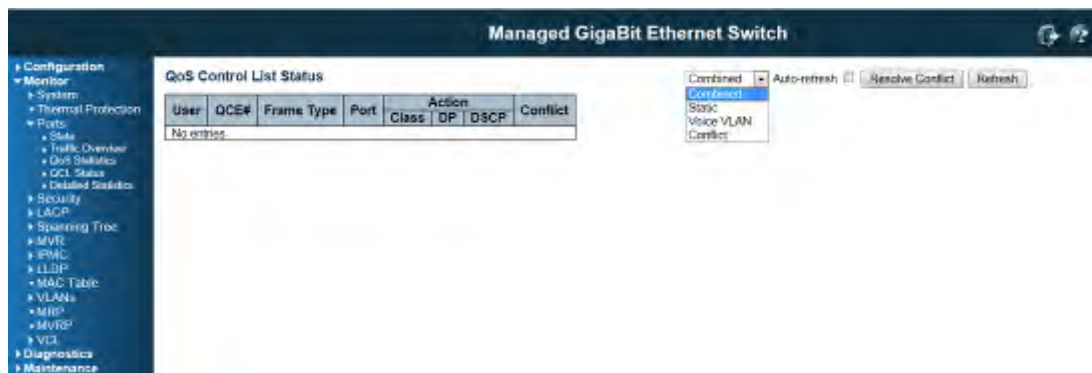 Managed GigaBit Ethernet Switch
Configuration
Monitor
System
Thermal Protection
Ports
State
Traffic Overview
QoS Statistics
QCL Status
Detailed Statistics
Security
LACP
Spanning Tree
MVR
IPMC
LLDP
MAC Table
VLANs
MRP
MVRP
VCL
Diagnostics
Maintenance
QoS Control List Status
Combined Auto-refresh Resolve Conflict Refresh
Combined
Static
Voice VLAN
Conflict
User QCE# Frame Type Port Action Conflict
Class DP DSCP
No entries